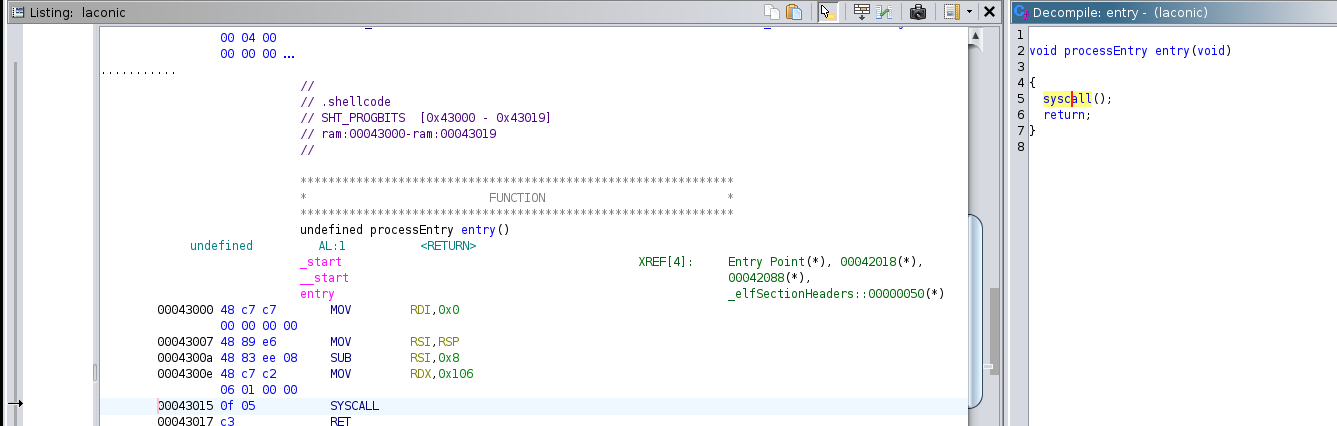 Listing: laconic
00 04 00
00 00 00 ...
...........
//
// .shellcode
// SHT_PROGBITS [0x43000 - 0x43019]
// ram:00043000-ram:00043019
//
**************************************************************
* FUNCTION *
**************************************************************
undefined processEntry entry()
undefined AL:1 <RETURN>
_start XREF[4]: Entry Point(*), 00042018(*),
__start 00042088(*),
entry _elfSectionHeaders::00000050(*)
00043000 48 c7 c7 MOV RDI,0x0
00 00 00 00
00043007 48 89 e6 MOV RSI,RSP
0004300a 48 83 ee 08 SUB RSI,0x8
0004300e 48 c7 c2 MOV RDX,0x106
06 01 00 00
00043015 0f 05 SYSCALL
00043017 c3 RET
Decompile: entry - (laconic)
1
2 void processEntry entry(void)
3
4 {
5 syscall();
6 return;
7 }
8